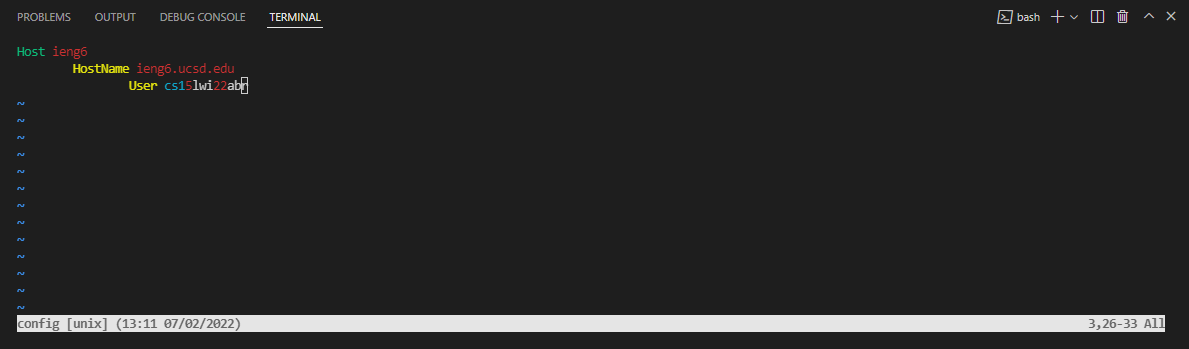 PROBLEMS OUTPUT DEBUG CONSOLE TERMINAL bash
Host ieng6
HostName ieng6.ucsd.edu
User cs15lwi22abr
~
~
~
~
~
~
~
~
~
~
~
~
~
config [unix] (13:11 07/02/2022) 3,26-33 All